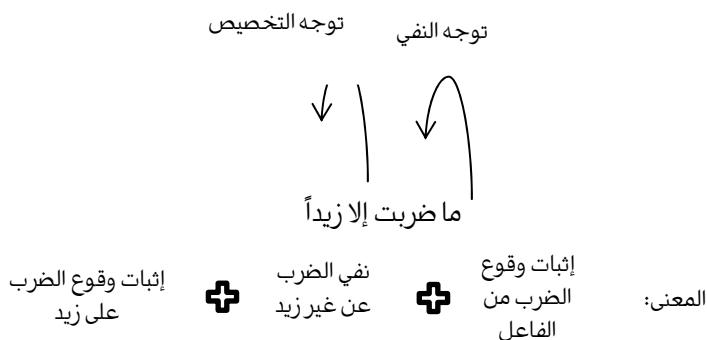 توجه النفي
توجه التخصيص
ما ضربت إلا زيداً
المعنى:
إثبات وقوع
الضرب من
الفاعل
نفي الضرب
عن غير زيد
إثبات وقوع الضرب
على زيد